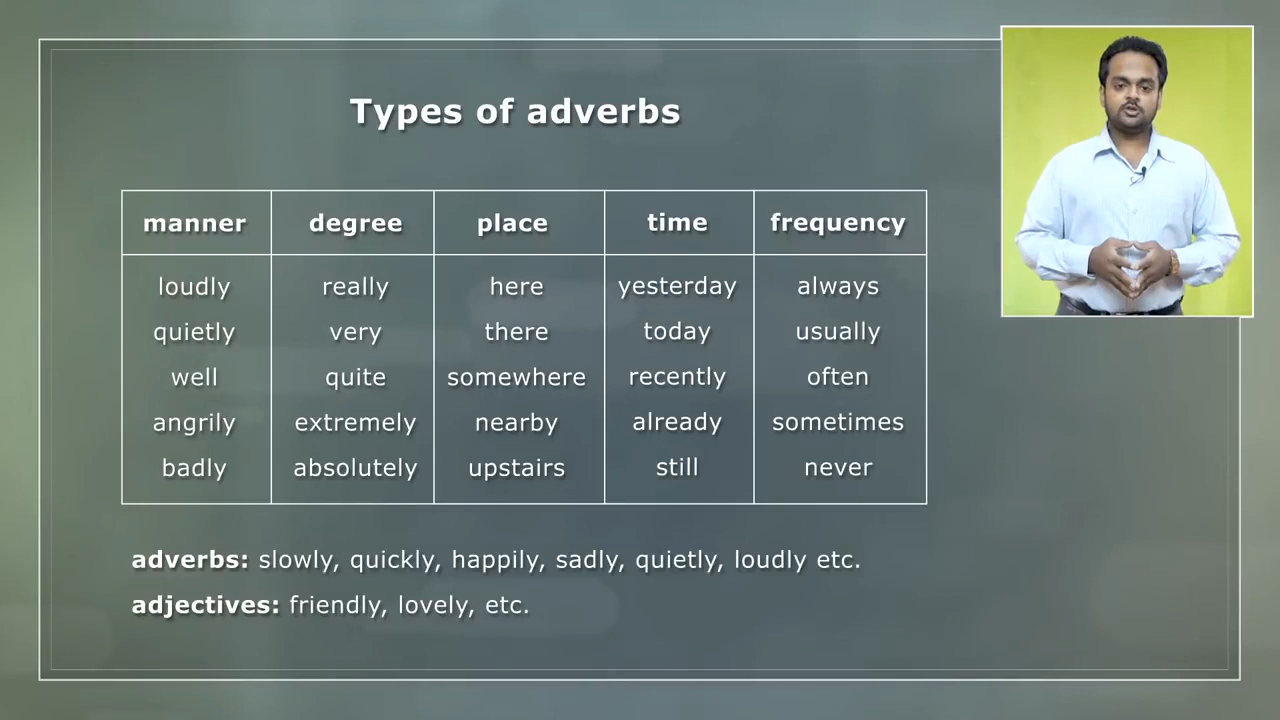 Types of adverbs
manner degree place time frequency
loudly really here yesterday always
quietly very there today usually
well quite somewhere recently often
angrily extremely nearby already sometimes
badly absolutely upstairs still never
adverbs: slowly, quickly, happily, sadly, quietly, loudly etc.
adjectives: friendly, lovely, etc.